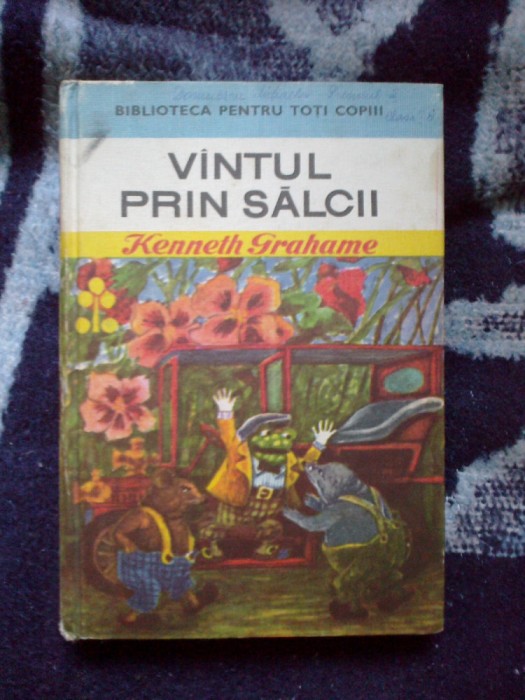 BIBLIOTECA PENTRU TOȚI COPIII
VÎNTUL
PRIN SĂLCII
Kenneth Grahame